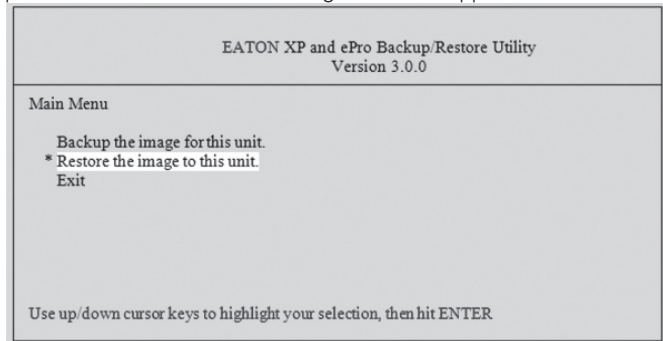 EATON XP and ePro Backup/Restore Utility
Version 3.0.0
Main Menu
Backup the image for this unit.
* Restore the image to this unit.
Exit
Use up/down cursor keys to highlight your selection, then hit ENTER